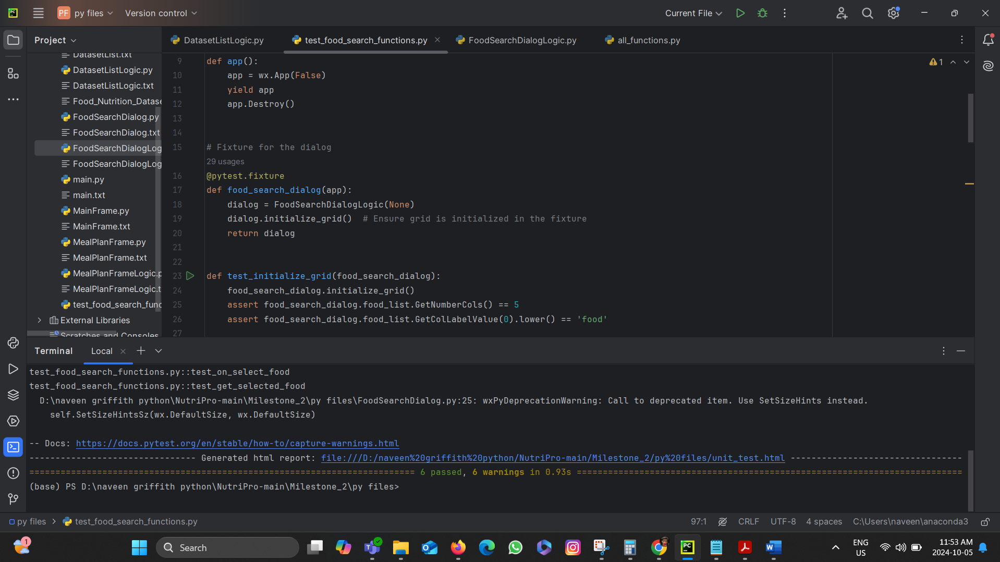 PC
PF py files
Version control
Current File
Project
DatasetListLogic.py
test_food_search_functions.py
FoodSearchDialogLogic.py
all_functions.py
DatasetList.txt
DatasetListLogic.py
DatasetListLogic.txt
Food_Nutrition_Datase
FoodSearchDialog.py
FoodSearchDialog.txt
FoodSearchDialogLog
FoodSearchDialogLog
main.py
main.txt
MainFrame.py
MainFrame.txt
MealPlanFrame.py
MealPlanFrame.txt
MealPlanFrameLogic.p
MealPlanFrameLogic.t
test_food_search_func
External Libraries
Scratches and Consoles
1
9 def app():
10     app = wx.App(False)
11     yield app
12     app.Destroy()
13
14
15 # Fixture for the dialog
29 usages
16 @pytest.fixture
17 def food_search_dialog(app):
18     dialog = FoodSearchDialogLogic(None)
19     dialog.initialize_grid()  # Ensure grid is initialized in the fixture
20     return dialog
21
22
23 def test_initialize_grid(food_search_dialog):
24     food_search_dialog.initialize_grid()
25     assert food_search_dialog.food_list.GetNumberCols() == 5
26     assert food_search_dialog.food_list.GetColLabelValue(0).lower() == 'food'
27
Terminal
Local
test_food_search_functions.py::test_on_select_food
test_food_search_functions.py::test_get_selected_food
  D:\naveen griffith python\NutriPro-main\Milestone_2\py files\FoodSearchDialog.py:25: wxPyDeprecationWarning: Call to deprecated item. Use SetSizeHints instead.
    self.SetSizeHintsSz(wx.DefaultSize, wx.DefaultSize)
-- Docs: https://docs.pytest.org/en/stable/how-to/capture-warnings.html
-------------------------------- Generated html report: file:///D:/naveen%20griffith%20python/NutriPro-main/Milestone_2/py%20files/unit_test.html ---------------------------------
========================================================================== 6 passed, 6 warnings in 0.93s ==========================================================================
(base) PS D:\naveen griffith python\NutriPro-main\Milestone_2\py files>
py files > test_food_search_functions.py
97:1
CRLF
UTF-8
4 spaces
C:\Users\naveen\anaconda3
1
Search
PC
ENG
US
11:53 AM
2024-10-05